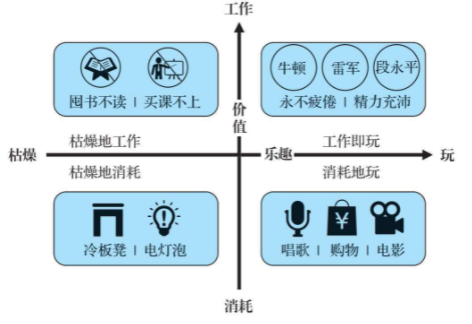 工作
牛顿 雷军 段永平
囤书不读 | 买课不上
永不疲倦 | 精力充沛
价值
枯燥地工作
工作即玩
枯燥
乐趣
玩
枯燥地消耗
消耗地玩
¥
冷板凳 | 电灯泡
唱歌 | 购物 | 电影
消耗